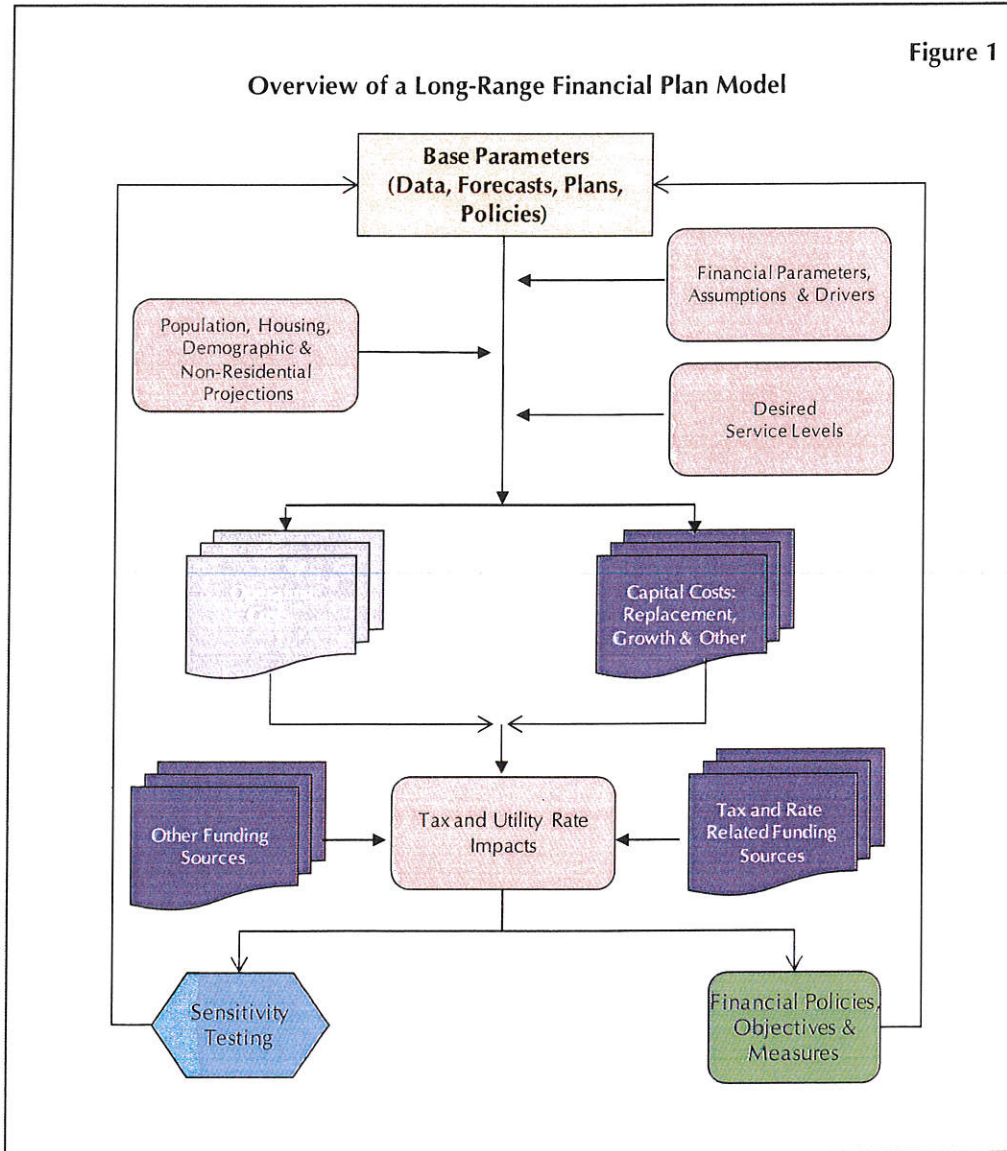 Figure 1
Overview of a Long-Range Financial Plan Model
Base Parameters
(Data, Forecasts, Plans,
Policies)
Financial Parameters,
Assumptions & Drivers
Population, Housing,
Demographic &
Non-Residential
Projections
Desired
Service Levels
Capital Costs:
Replacement,
Growth & Other
Other Funding
Sources
Tax and Utility Rate
Impacts
Tax and Rate
Related Funding
Sources
Sensitivity
Testing
Financial Policies,
Objectives &
Measures